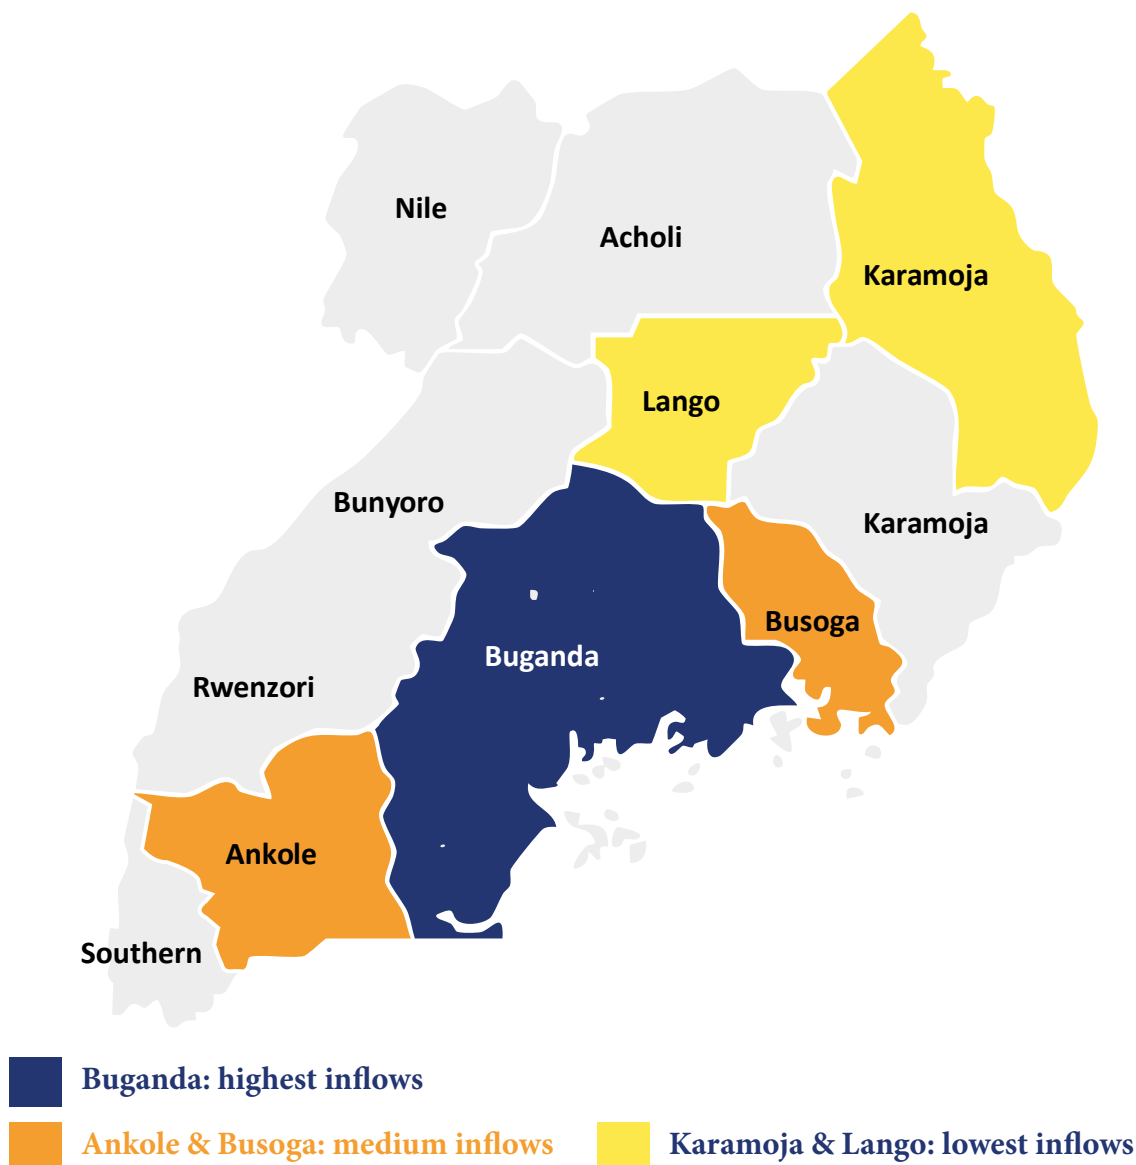 Nile
Acholi
Karamoja
Lango
Bunyoro
Karamoja
Busoga
Buganda
Rwenzori
Ankole
Southern
Buganda: highest inflows
Ankole & Busoga: medium inflows
Karamoja & Lango: lowest inflows